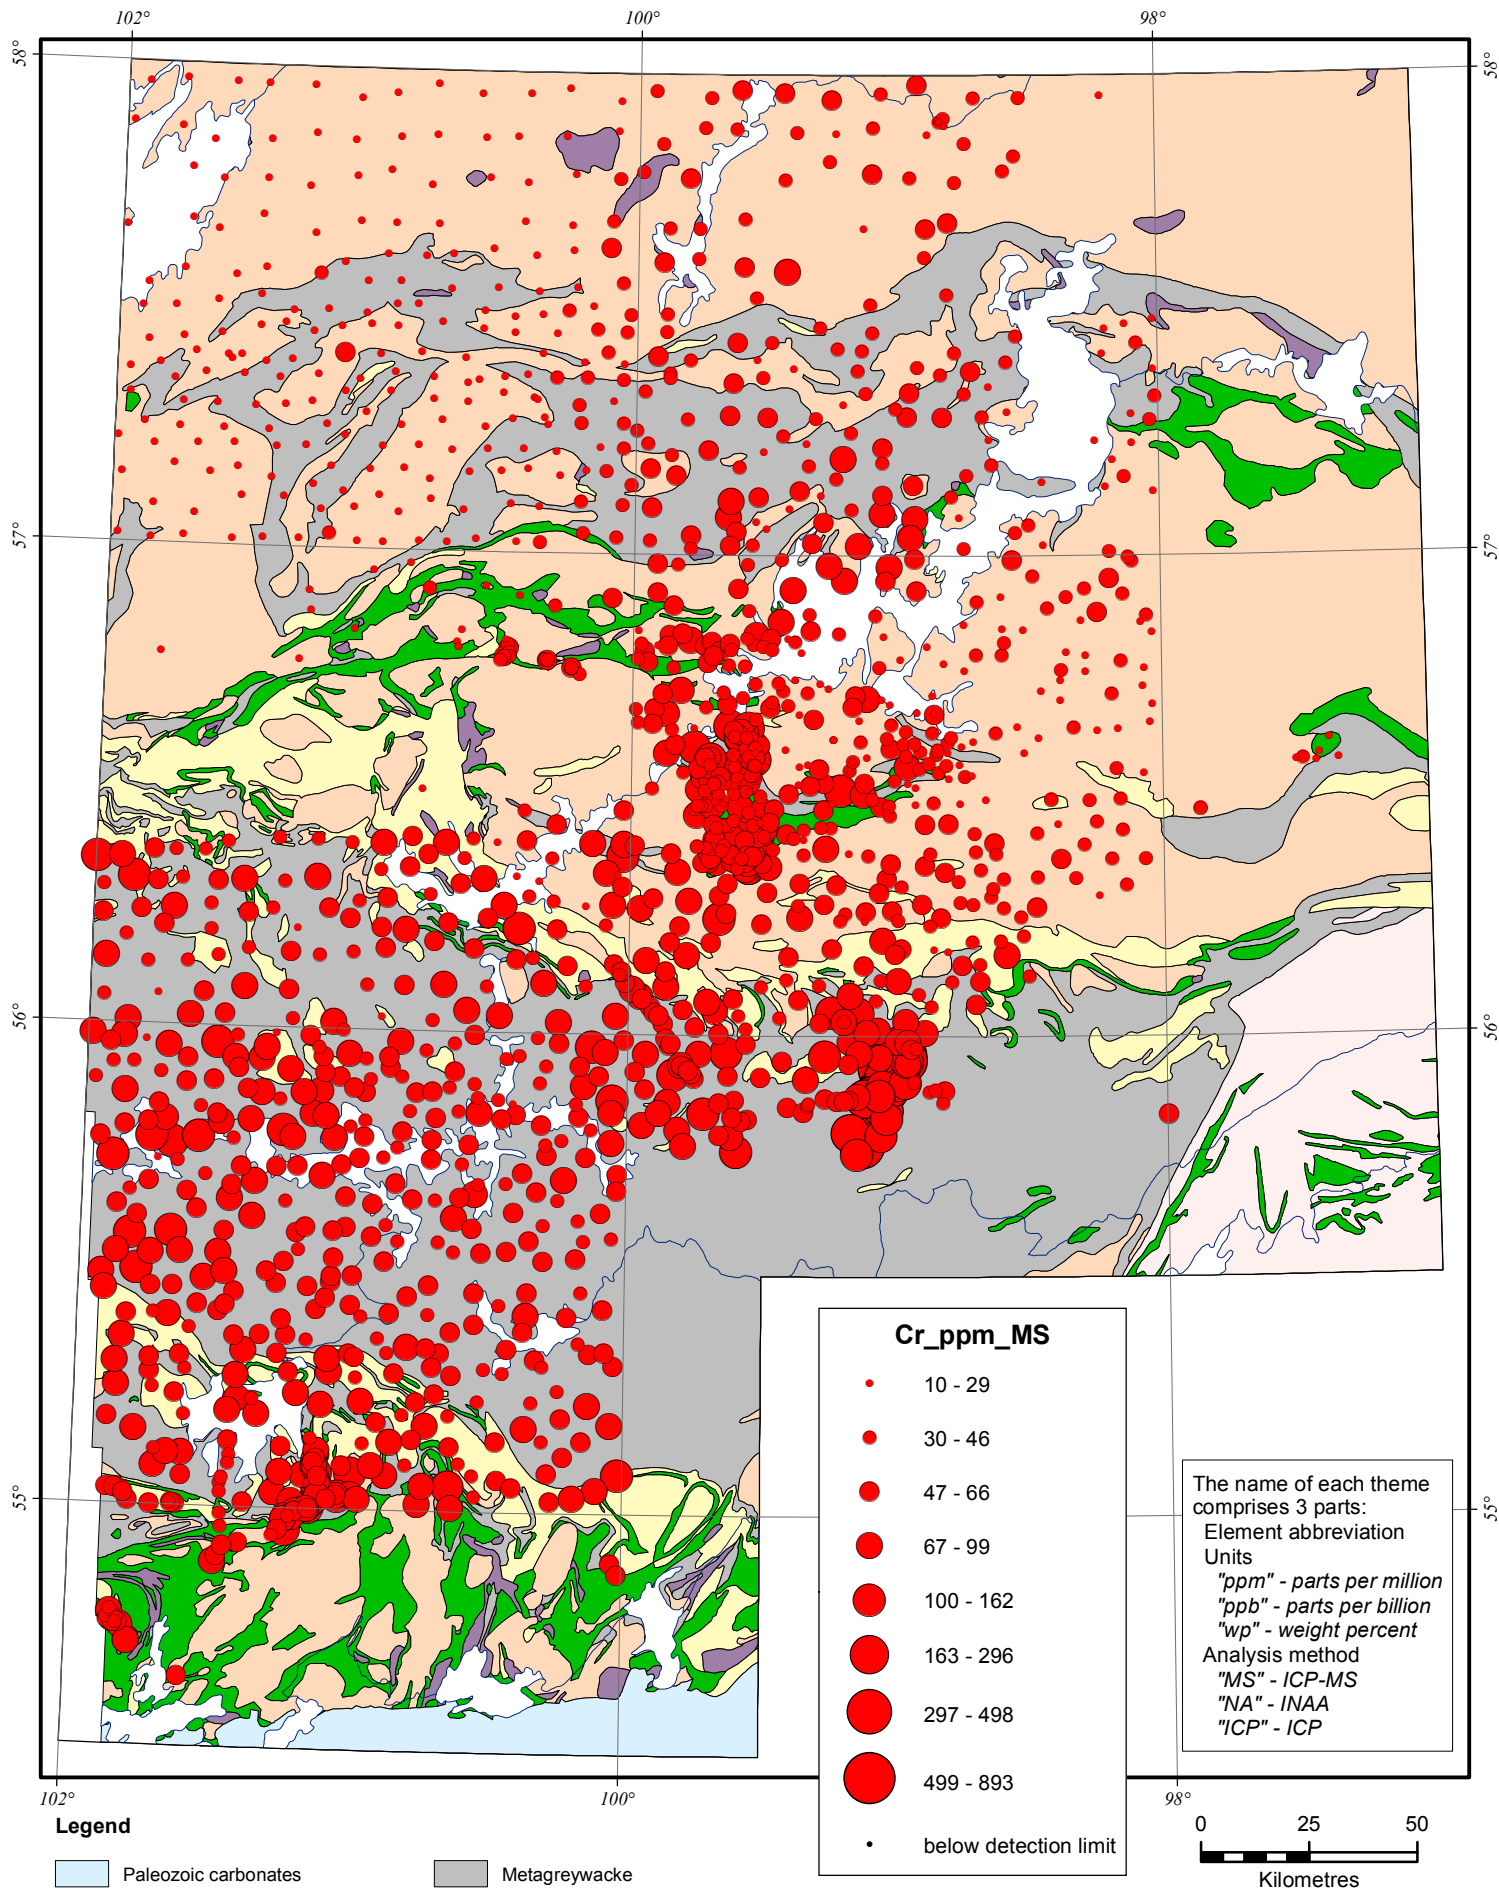 102°
100°
98°
58°
58°
57°
57°
56°
56°
55°
55°
Cr_ppm_MS
10 - 29
30 - 46
47 - 66
67 - 99
100 - 162
163 - 296
297 - 498
499 - 893
below detection limit
The name of each theme
comprises 3 parts:
Element abbreviation
Units
"ppm" - parts per million
"ppb" - parts per billion
"wp" - weight percent
Analysis method
"MS" - ICP-MS
"NA" - INAA
"ICP" - ICP
102°
100°
98°
Legend
Paleozoic carbonates
Metagreywacke
0 25 50
Kilometres